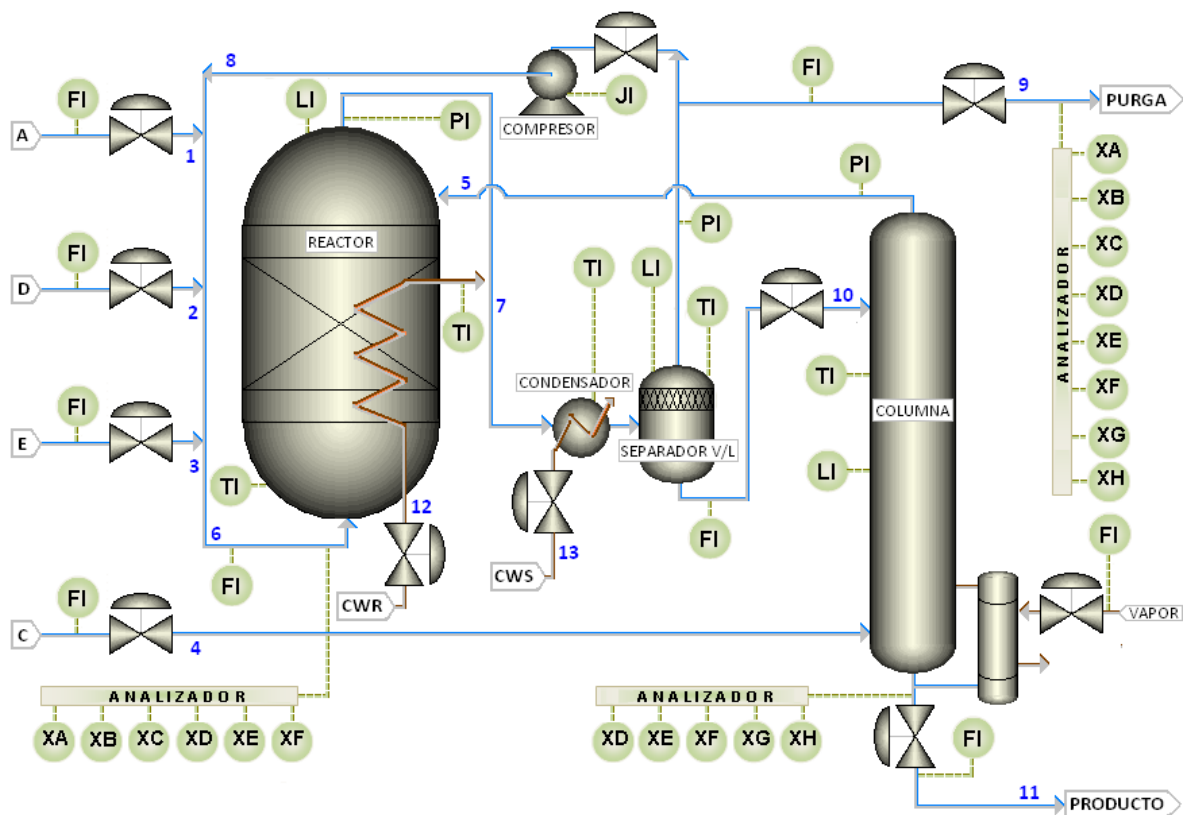 8
FI
LI
PI
COMPRESOR
JI
FI
9
PURGA
A
1
XA
XB
XC
XD
XE
XF
XG
XH
ANALIZADOR
5
PI
PI
REACTOR
FI
D
2
TI
LI
TI
10
7
TI
FI
E
3
CONDENSADOR
TI
COLUMNA
SEPARADOR V/L
LI
TI
12
6
FI
FI
13
CWS
CWR
FI
C
4
FI
VAPOR
ANALIZADOR
XA XB XC XD XE XF
ANALIZADOR
XD XE XF XG XH
FI
11
PRODUCTO